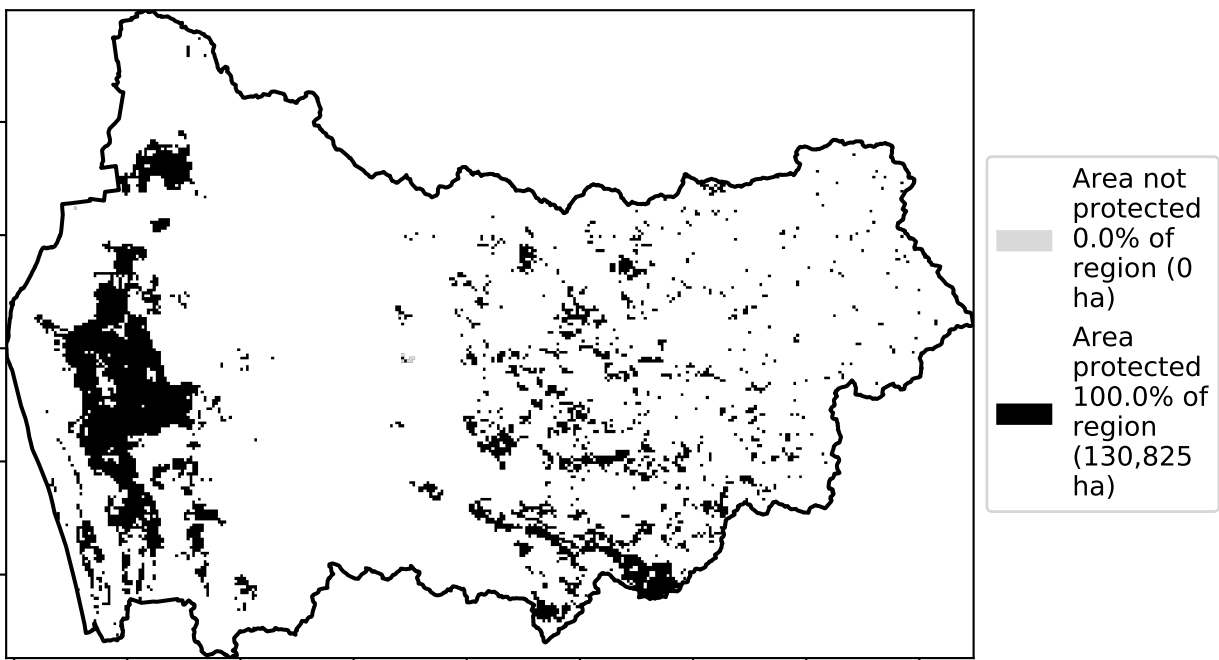 Area not
protected
0.0% of
region (0
ha)
Area
protected
100.0% of
region
(130,825
ha)